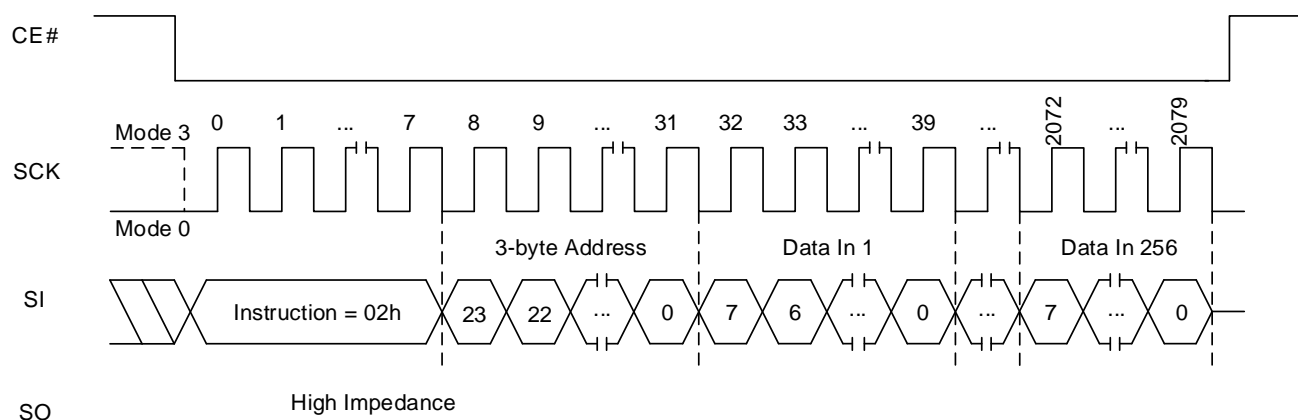 CE#
0 1 ... 7 8 9 ... 31 32 33 ... 39 ... 2072 ... 2079
Mode 3
SCK
Mode 0
3-byte Address Data In 1 Data In 256
SI
Instruction = 02h 23 22 ... 0 7 6 ... 0 ... 7 ... 0
High Impedance
SO